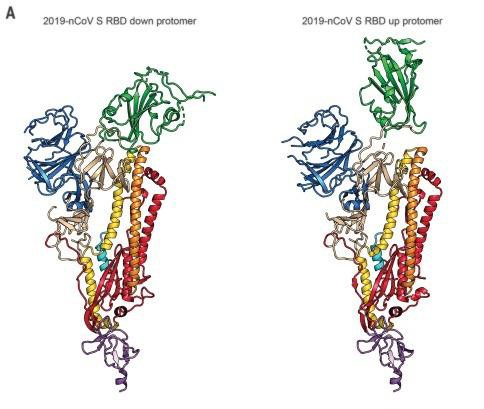 A
2019-nCoV S RBD down protomer
2019-nCoV S RBD up protomer